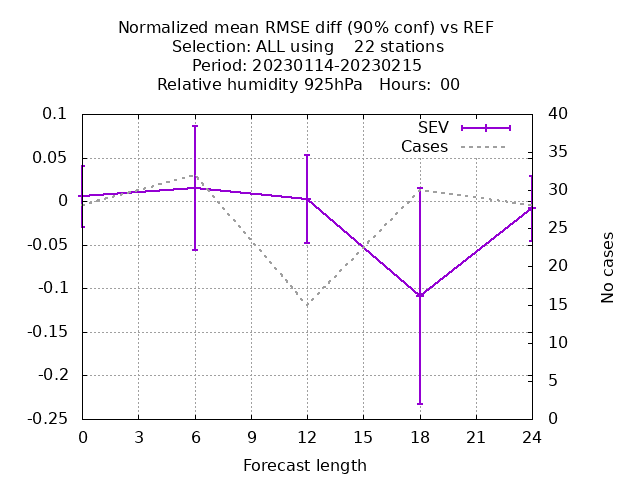 Normalized mean RMSE diff (90% conf) vs REF
Selection: ALL using    22 stations
Period: 20230114-20230215
Relative humidity 925hPa   Hours:  00
SEV
Cases
0.1
0.05
0
-0.05
-0.1
-0.15
-0.2
-0.25
40
35
30
25
20
15
10
5
0
No cases
0 3 6 9 12 15 18 21 24
Forecast length